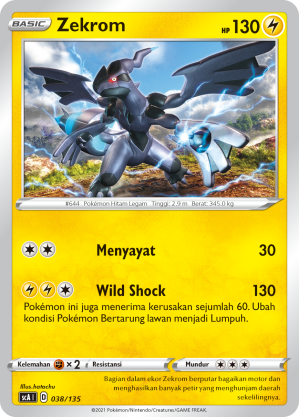 BASIC Zekrom HP 130
#644 Pokémon Hitam Legam Tinggi: 2.9 m Berat: 345.0 kg
Menyayat 30
Wild Shock 130
Pokémon ini juga menerima kerusakan sejumlah 60. Ubah
kondisi Pokémon Bertarung lawan menjadi Lumpuh.
Kelemahan ×2 Resistansi Mundur
Illus. hatachu
scA I D 038/135
Bagian dalam ekor Zekrom berputar bagaikan motor dan
menghasilkan banyak petir yang menghujam daerah
sekelilingnya.
©2021 Pokémon/Nintendo/Creatures/GAME FREAK.